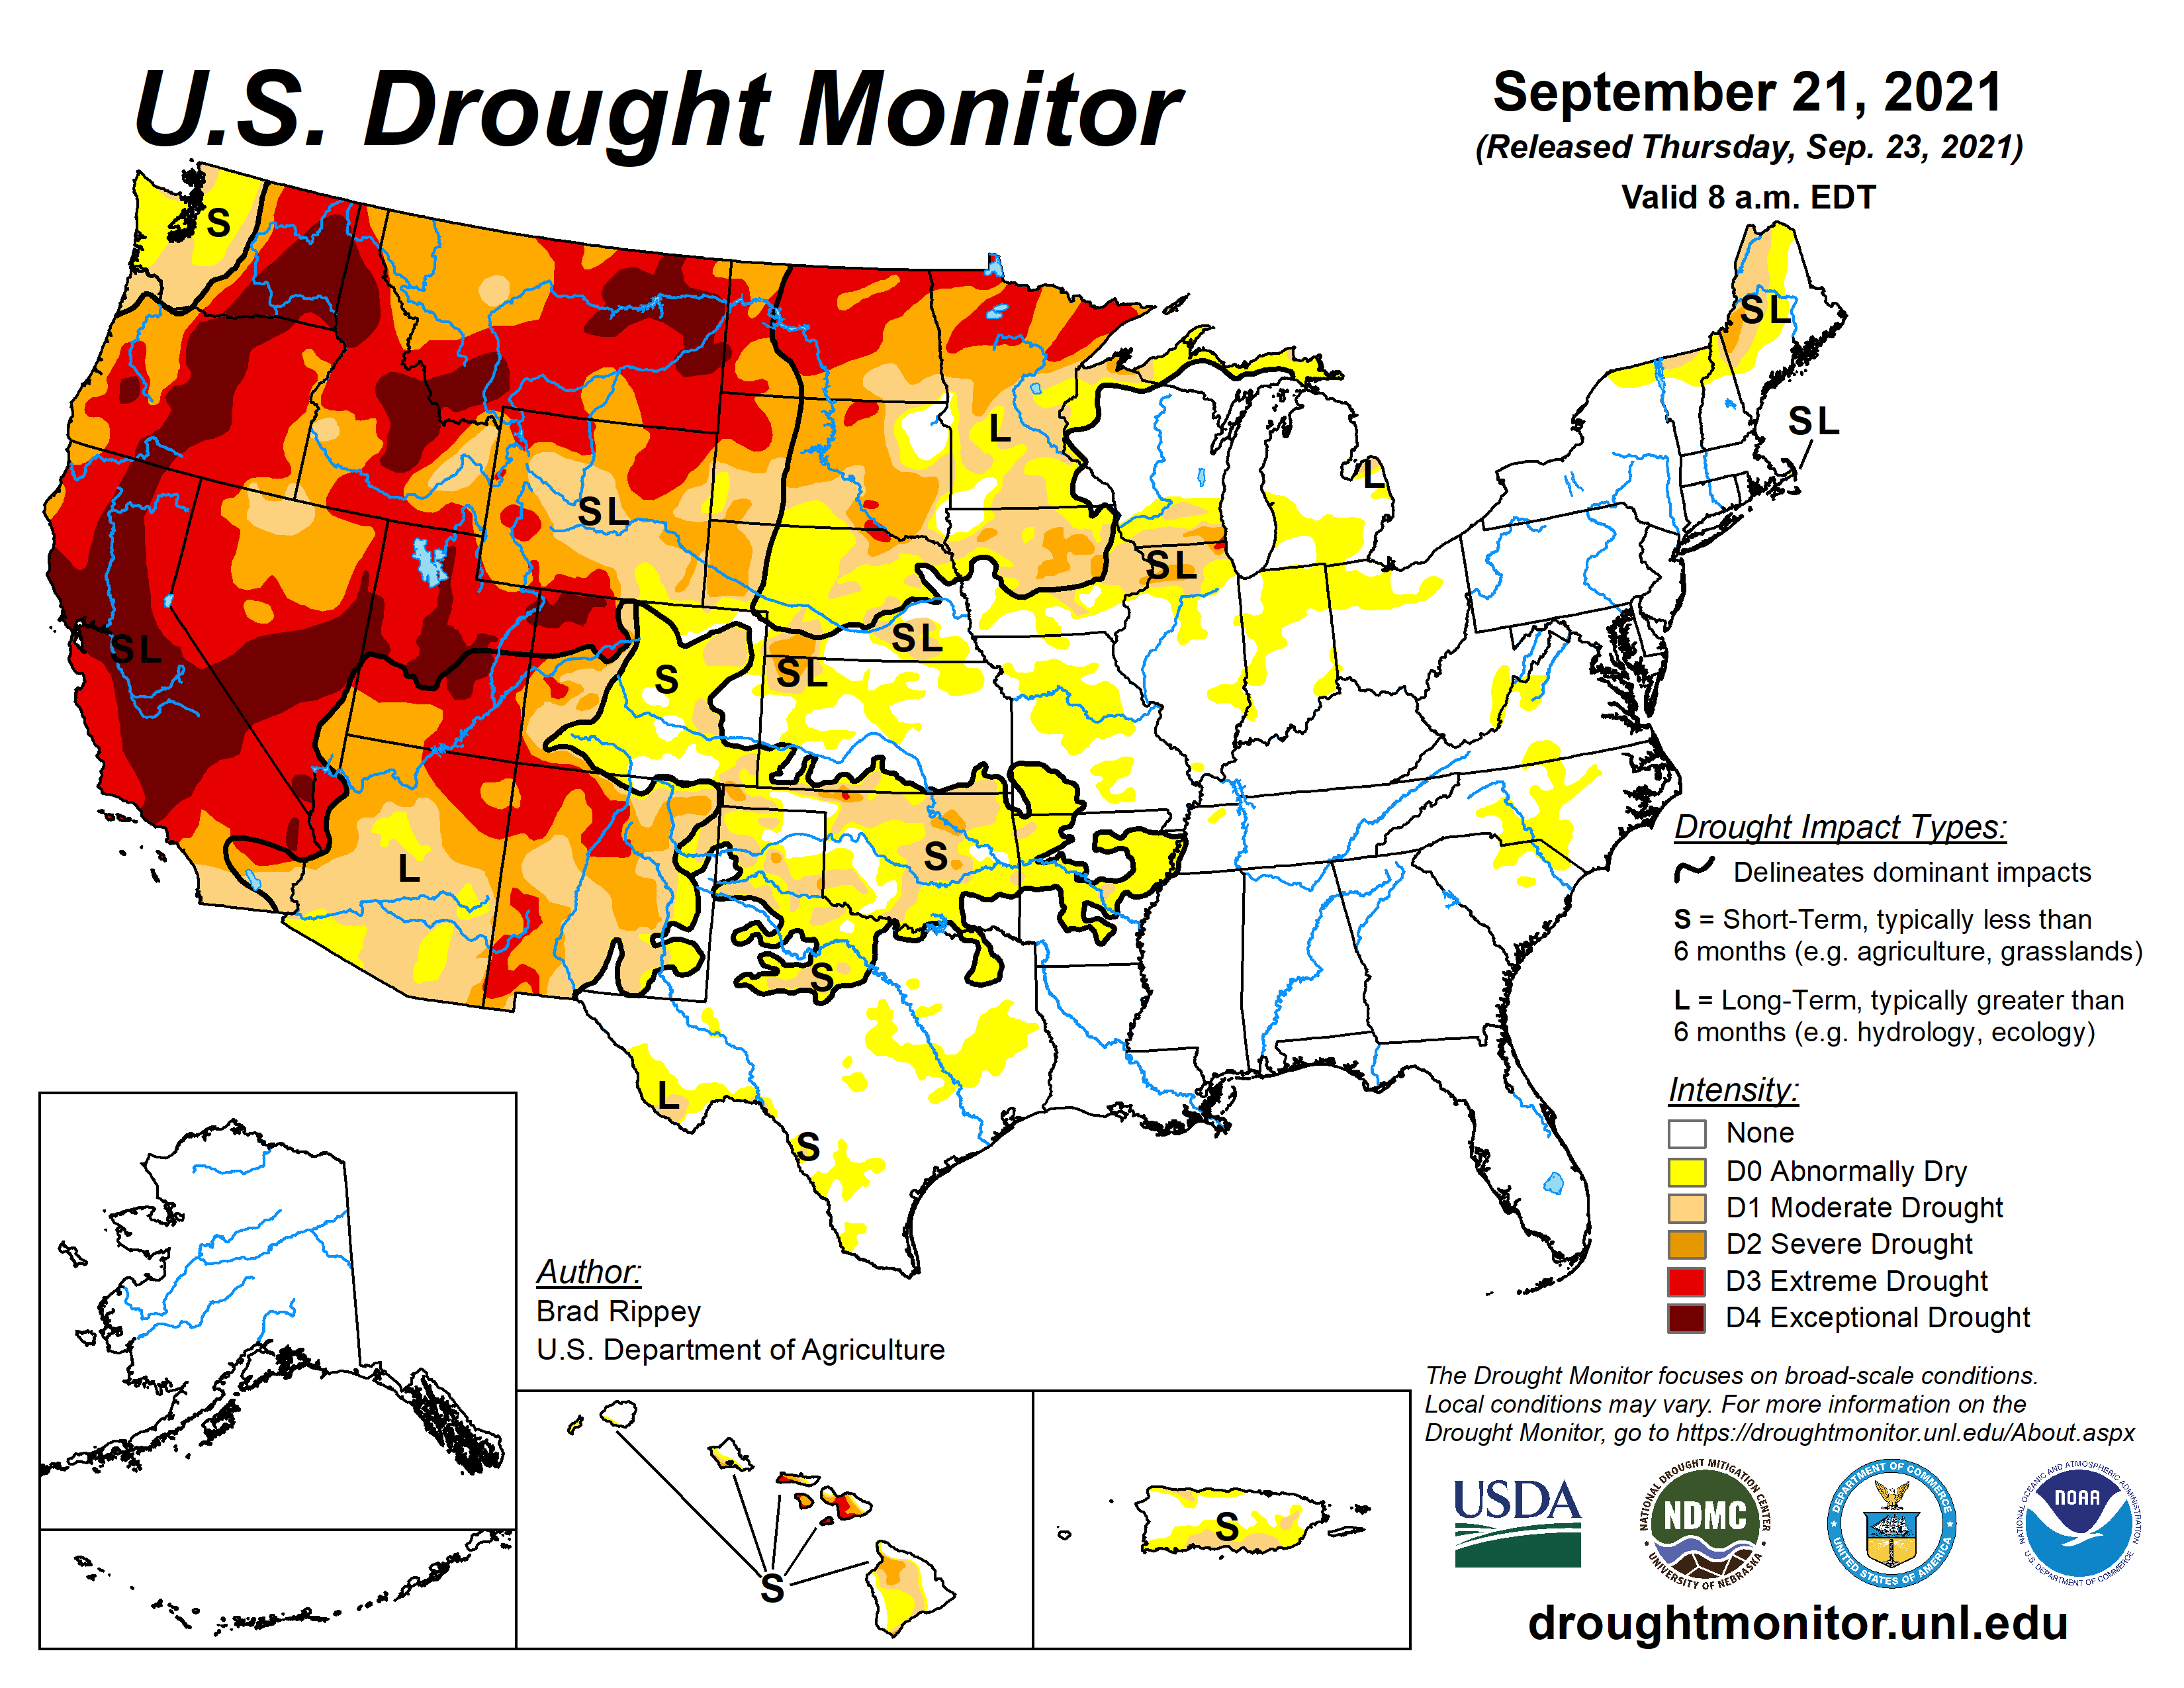 U.S. Drought Monitor
September 21, 2021
(Released Thursday, Sep. 23, 2021)
Valid 8 a.m. EDT
S
SL
SL
L
L
SL
SL
SL
SL
SL
S
L
S
S
L
S
Drought Impact Types:
Delineates dominant impacts
S = Short-Term, typically less than
6 months (e.g. agriculture, grasslands)
L = Long-Term, typically greater than
6 months (e.g. hydrology, ecology)
Intensity:
None
D0 Abnormally Dry
D1 Moderate Drought
D2 Severe Drought
D3 Extreme Drought
D4 Exceptional Drought
Author:
Brad Rippey
U.S. Department of Agriculture
S
S
The Drought Monitor focuses on broad-scale conditions.
Local conditions may vary. For more information on the
Drought Monitor, go to https://droughtmonitor.unl.edu/About.aspx
USDA
NATIONAL DROUGHT MITIGATION CENTER
NDMC
UNIVERSITY OF NEBRASKA
DEPARTMENT OF COMMERCE
UNITED STATES OF AMERICA
NATIONAL OCEANIC AND ATMOSPHERIC ADMINISTRATION
NOAA
U.S. DEPARTMENT OF COMMERCE
droughtmonitor.unl.edu